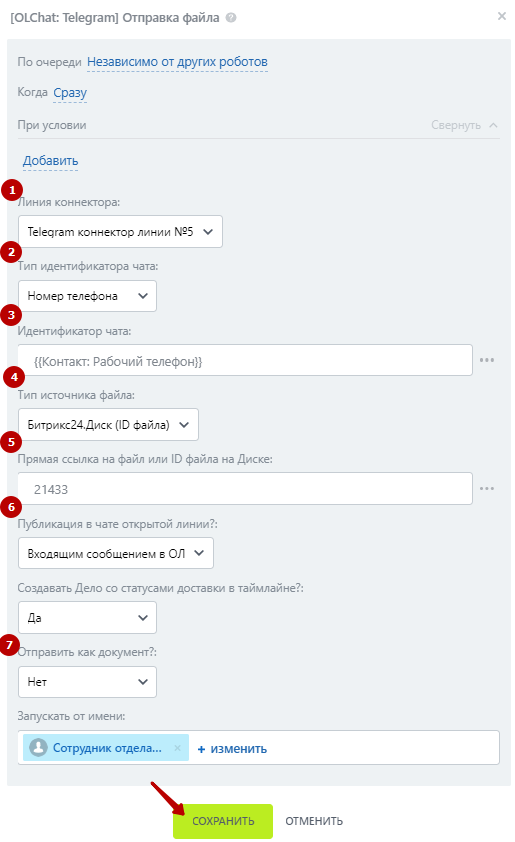 [OLChat: Telegram] Отправка файла
По очереди Независимо от других роботов
Когда Сразу
При условии Свернуть
Добавить
1
Линия коннектора:
Telegram коннектор линии №5
2
Тип идентификатора чата:
Номер телефона
3
Идентификатор чата:
{{Контакт: Рабочий телефон}}
4
Тип источника файла:
Битрикс24.Диск (ID файла)
5
Прямая ссылка на файл или ID файла на Диске:
21433
6
Публикация в чате открытой линии?:
Входящим сообщением в ОЛ
Создавать Дело со статусами доставки в таймлайне?:
Да
7
Отправить как документ?:
Нет
Запускать от имени:
Сотрудник отдела... × + изменить
СОХРАНИТЬ ОТМЕНИТЬ